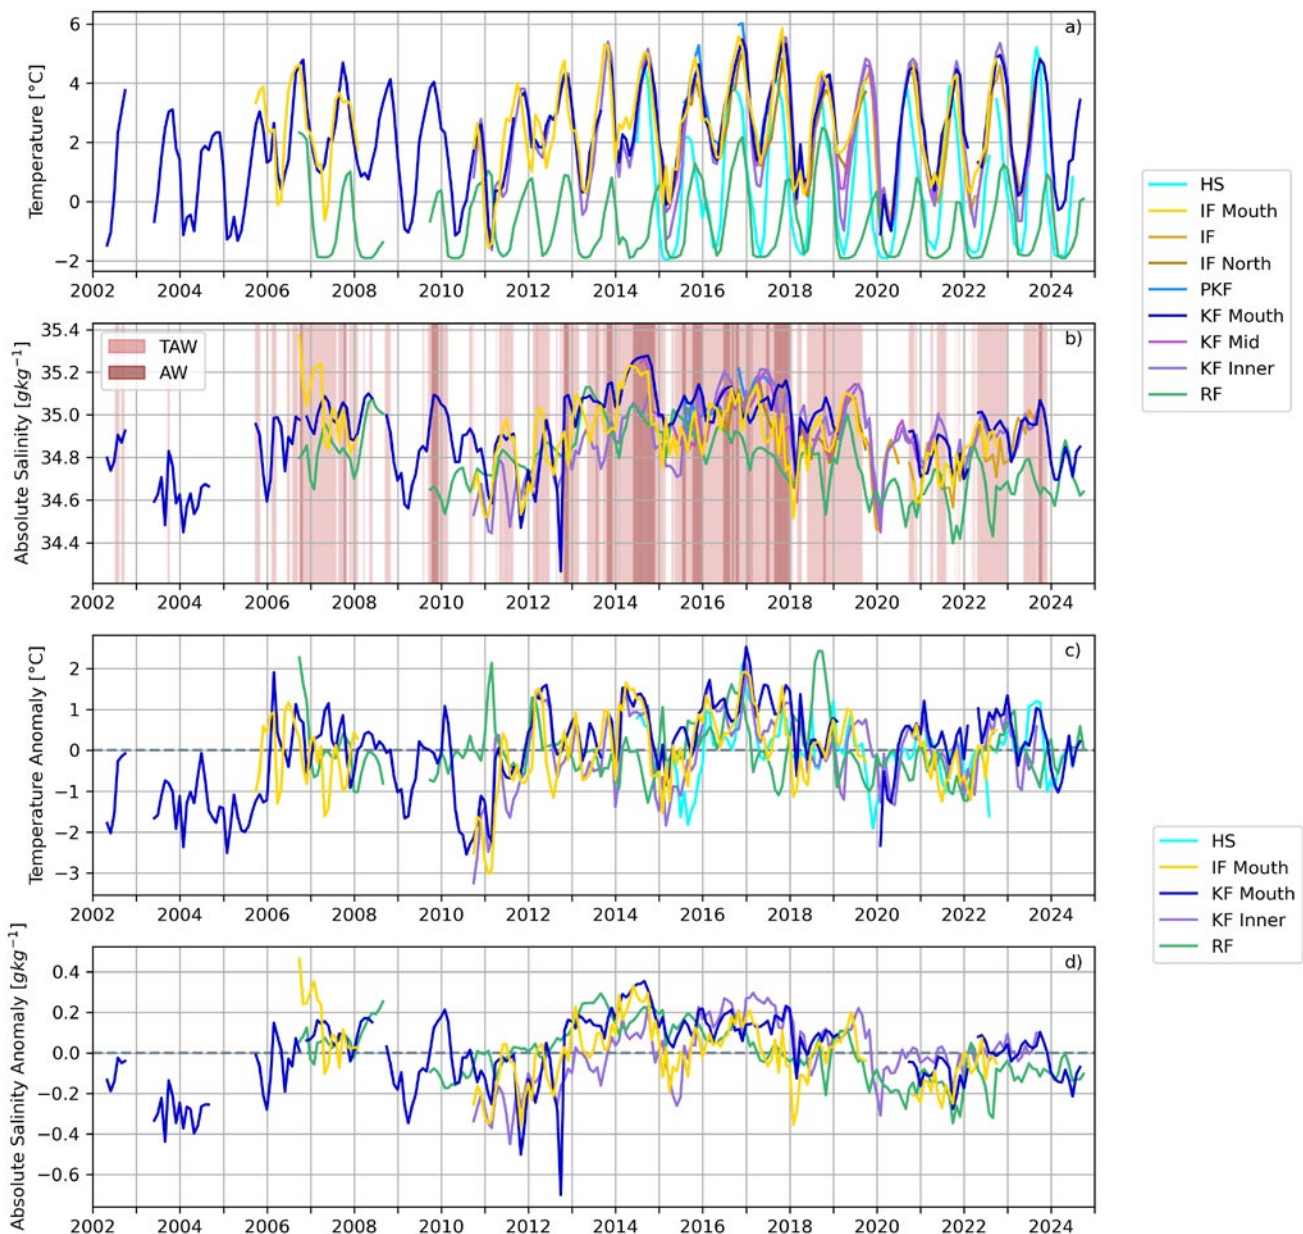 a)
Temperature [°C]
6
4
2
0
−2
2002 2004 2006 2008 2010 2012 2014 2016 2018 2020 2022 2024
HS
IF Mouth
IF
IF North
PKF
KF Mouth
KF Mid
KF Inner
RF
b)
TAW
AW
Absolute Salinity [gkg⁻¹]
35.4
35.2
35.0
34.8
34.6
34.4
2002 2004 2006 2008 2010 2012 2014 2016 2018 2020 2022 2024
c)
Temperature Anomaly [°C]
2
1
0
−1
−2
−3
2002 2004 2006 2008 2010 2012 2014 2016 2018 2020 2022 2024
HS
IF Mouth
KF Mouth
KF Inner
RF
d)
Absolute Salinity Anomaly [gkg⁻¹]
0.4
0.2
0.0
−0.2
−0.4
−0.6
2002 2004 2006 2008 2010 2012 2014 2016 2018 2020 2022 2024